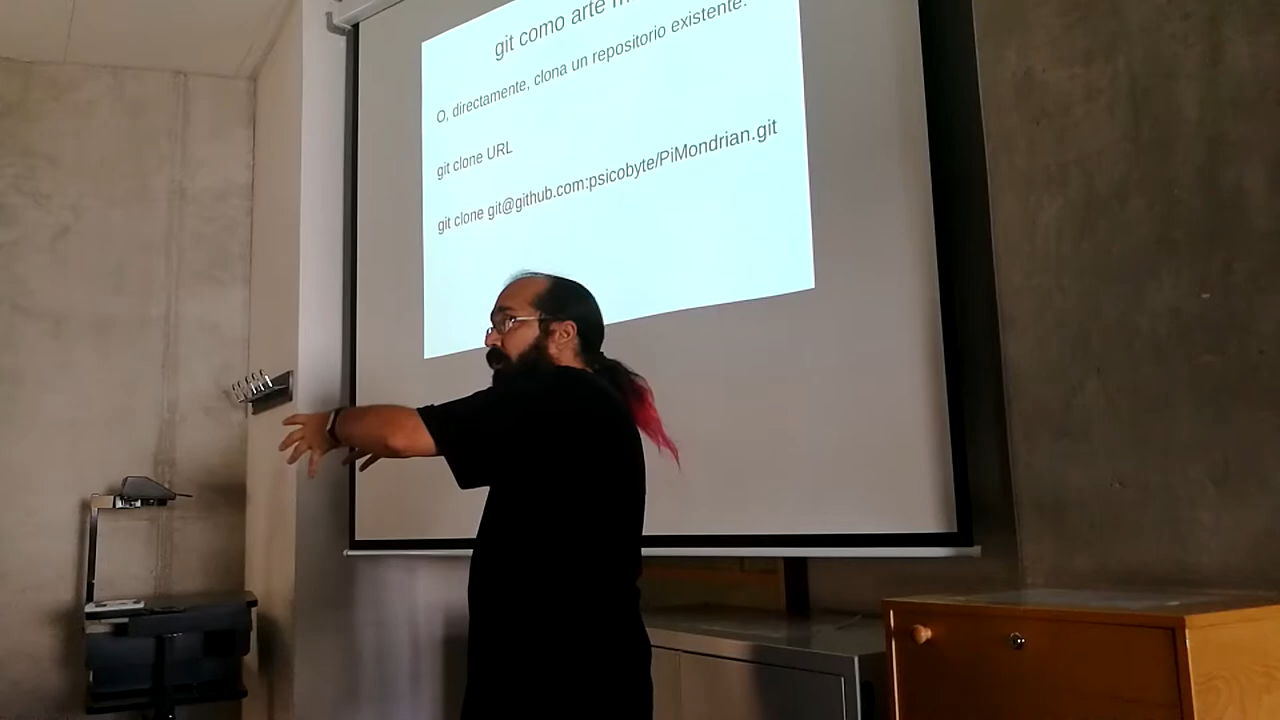 git como arte
O, directamente, clona un repositorio existente:
git clone URL
git clone git@github.com:psicobyte/PiMondrian.git